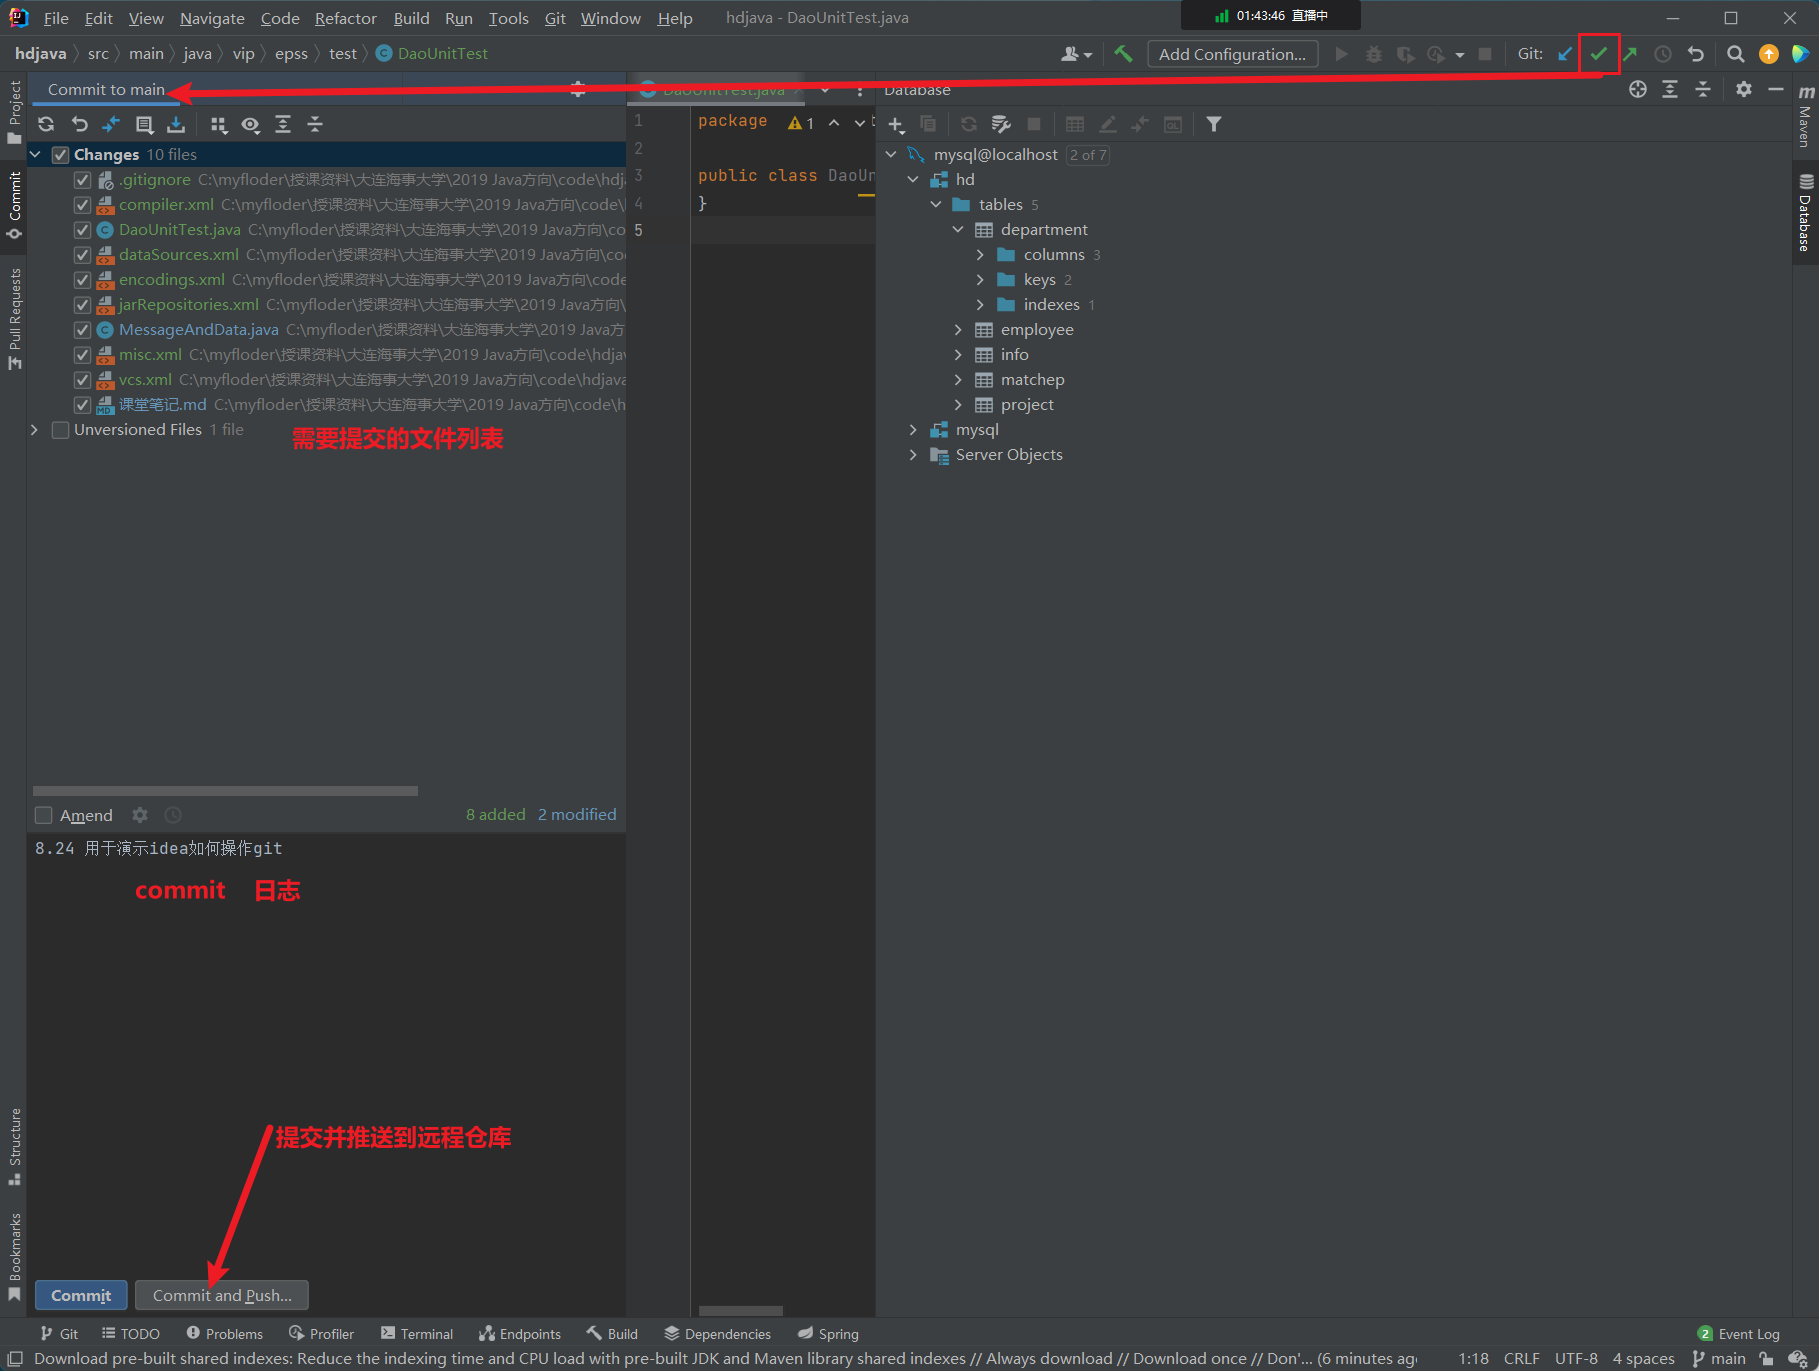 File Edit View Navigate Code Refactor Build Run Tools Git Window Help hdjava - DaoUnitTest.java 01:43:46 直播中
hdjava src main java vip epss test DaoUnitTest Add Configuration... Git:
Commit to main DaoUnitTest.java Database
Project
Commit
Pull Requests
Structure
Bookmarks
Changes 10 files
.gitignore C:\myfloder\授课资料\大连海事大学\2019 Java方向\code\hdj
compiler.xml C:\myfloder\授课资料\大连海事大学\2019 Java方向\code\
DaoUnitTest.java C:\myfloder\授课资料\大连海事大学\2019 Java方向\co
dataSources.xml C:\myfloder\授课资料\大连海事大学\2019 Java方向\co
encodings.xml C:\myfloder\授课资料\大连海事大学\2019 Java方向\code
jarRepositories.xml C:\myfloder\授课资料\大连海事大学\2019 Java方向\
MessageAndData.java C:\myfloder\授课资料\大连海事大学\2019 Java方
misc.xml C:\myfloder\授课资料\大连海事大学\2019 Java方向\code\hdjav
vcs.xml C:\myfloder\授课资料\大连海事大学\2019 Java方向\code\hdjava
课堂笔记.md C:\myfloder\授课资料\大连海事大学\2019 Java方向\code\h
Unversioned Files 1 file
需要提交的文件列表
Amend 8 added 2 modified
8.24 用于演示idea如何操作git
commit 日志
提交并推送到远程仓库
Commit Commit and Push...
1 package 1
2
3 public class DaoUn
4 }
5
mysql@localhost 2 of 7
hd
tables 5
department
columns 3
keys 2
indexes 1
employee
info
matchep
project
mysql
Server Objects
m Maven
Database
Git TODO Problems Profiler Terminal Endpoints Build Dependencies Spring 2 Event Log
Download pre-built shared indexes: Reduce the indexing time and CPU load with pre-built JDK and Maven library shared indexes // Always download // Download once // Don'... (6 minutes ago 1:18 CRLF UTF-8 4 spaces main